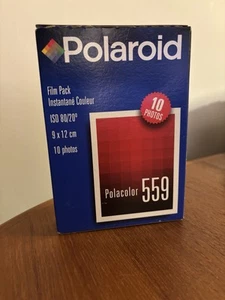 Polaroid
Film Pack
Instantané Couleur
ISO 80/20°
9 x 12 cm
10 photos
10
PHOTOS
Polacolor 559